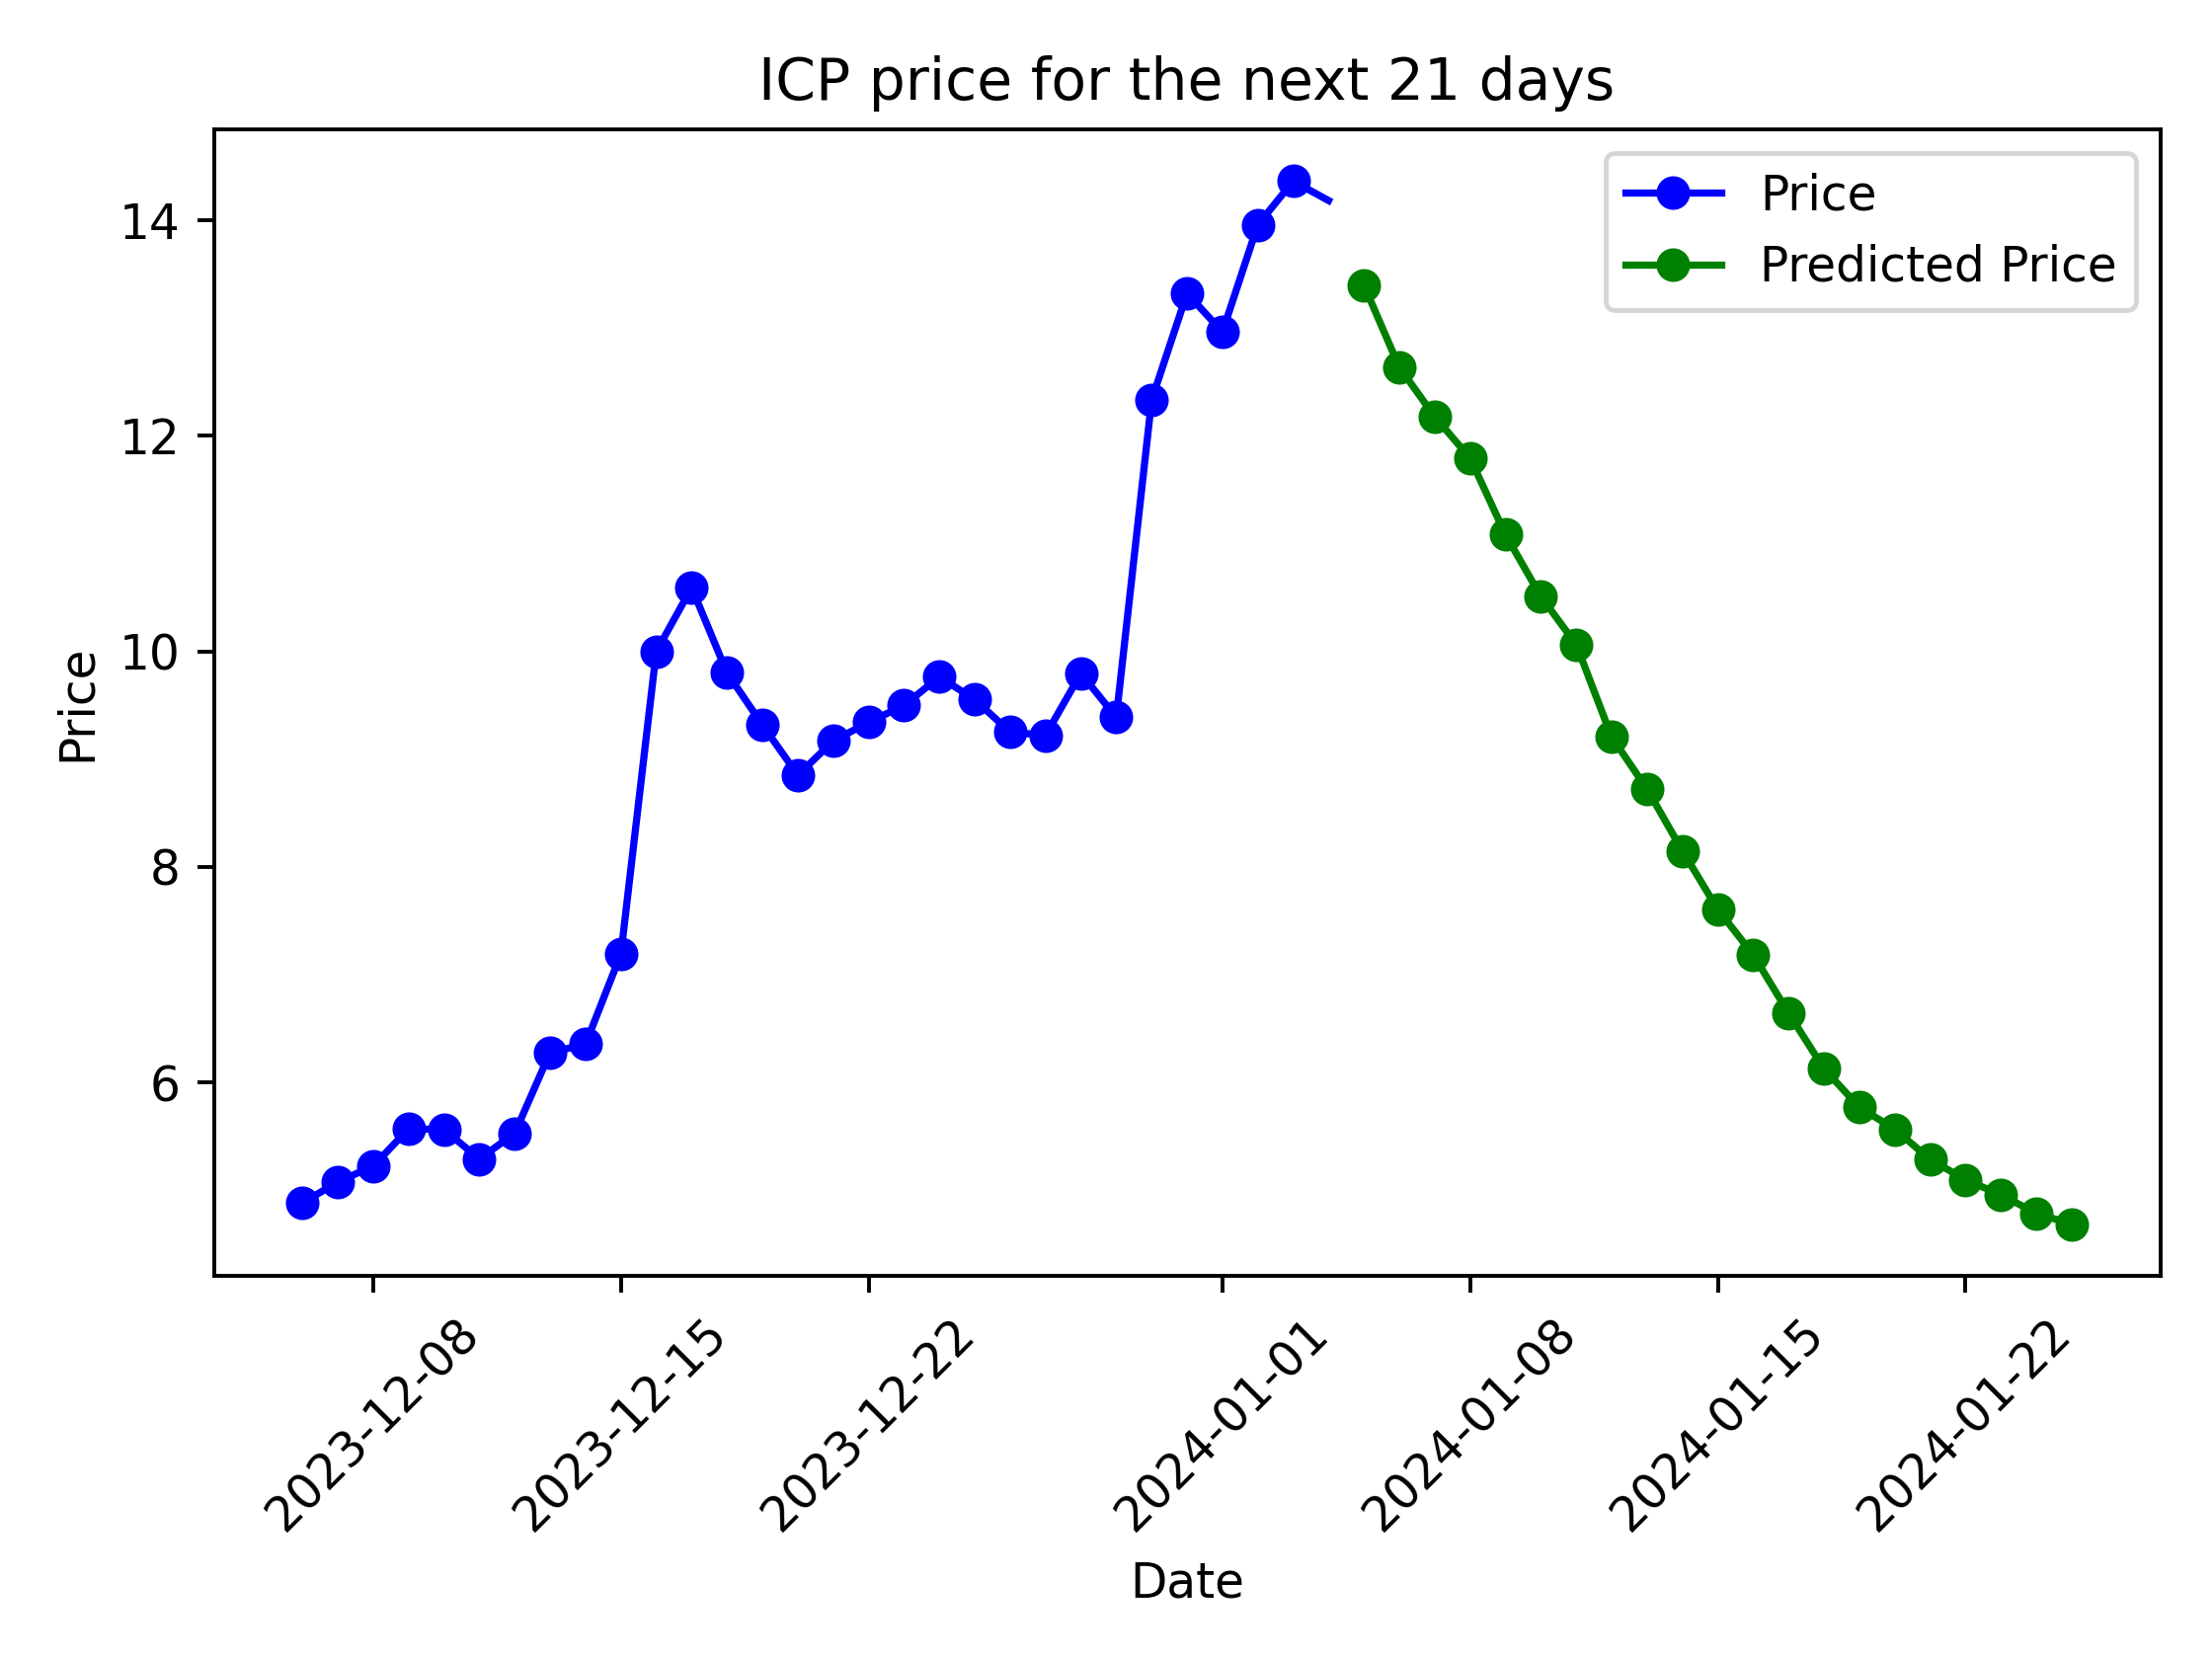 ICP price for the next 21 days
Price
Predicted Price
14
12
10
8
6
Price
2023-12-08
2023-12-15
2023-12-22
2024-01-01
2024-01-08
2024-01-15
2024-01-22
Date